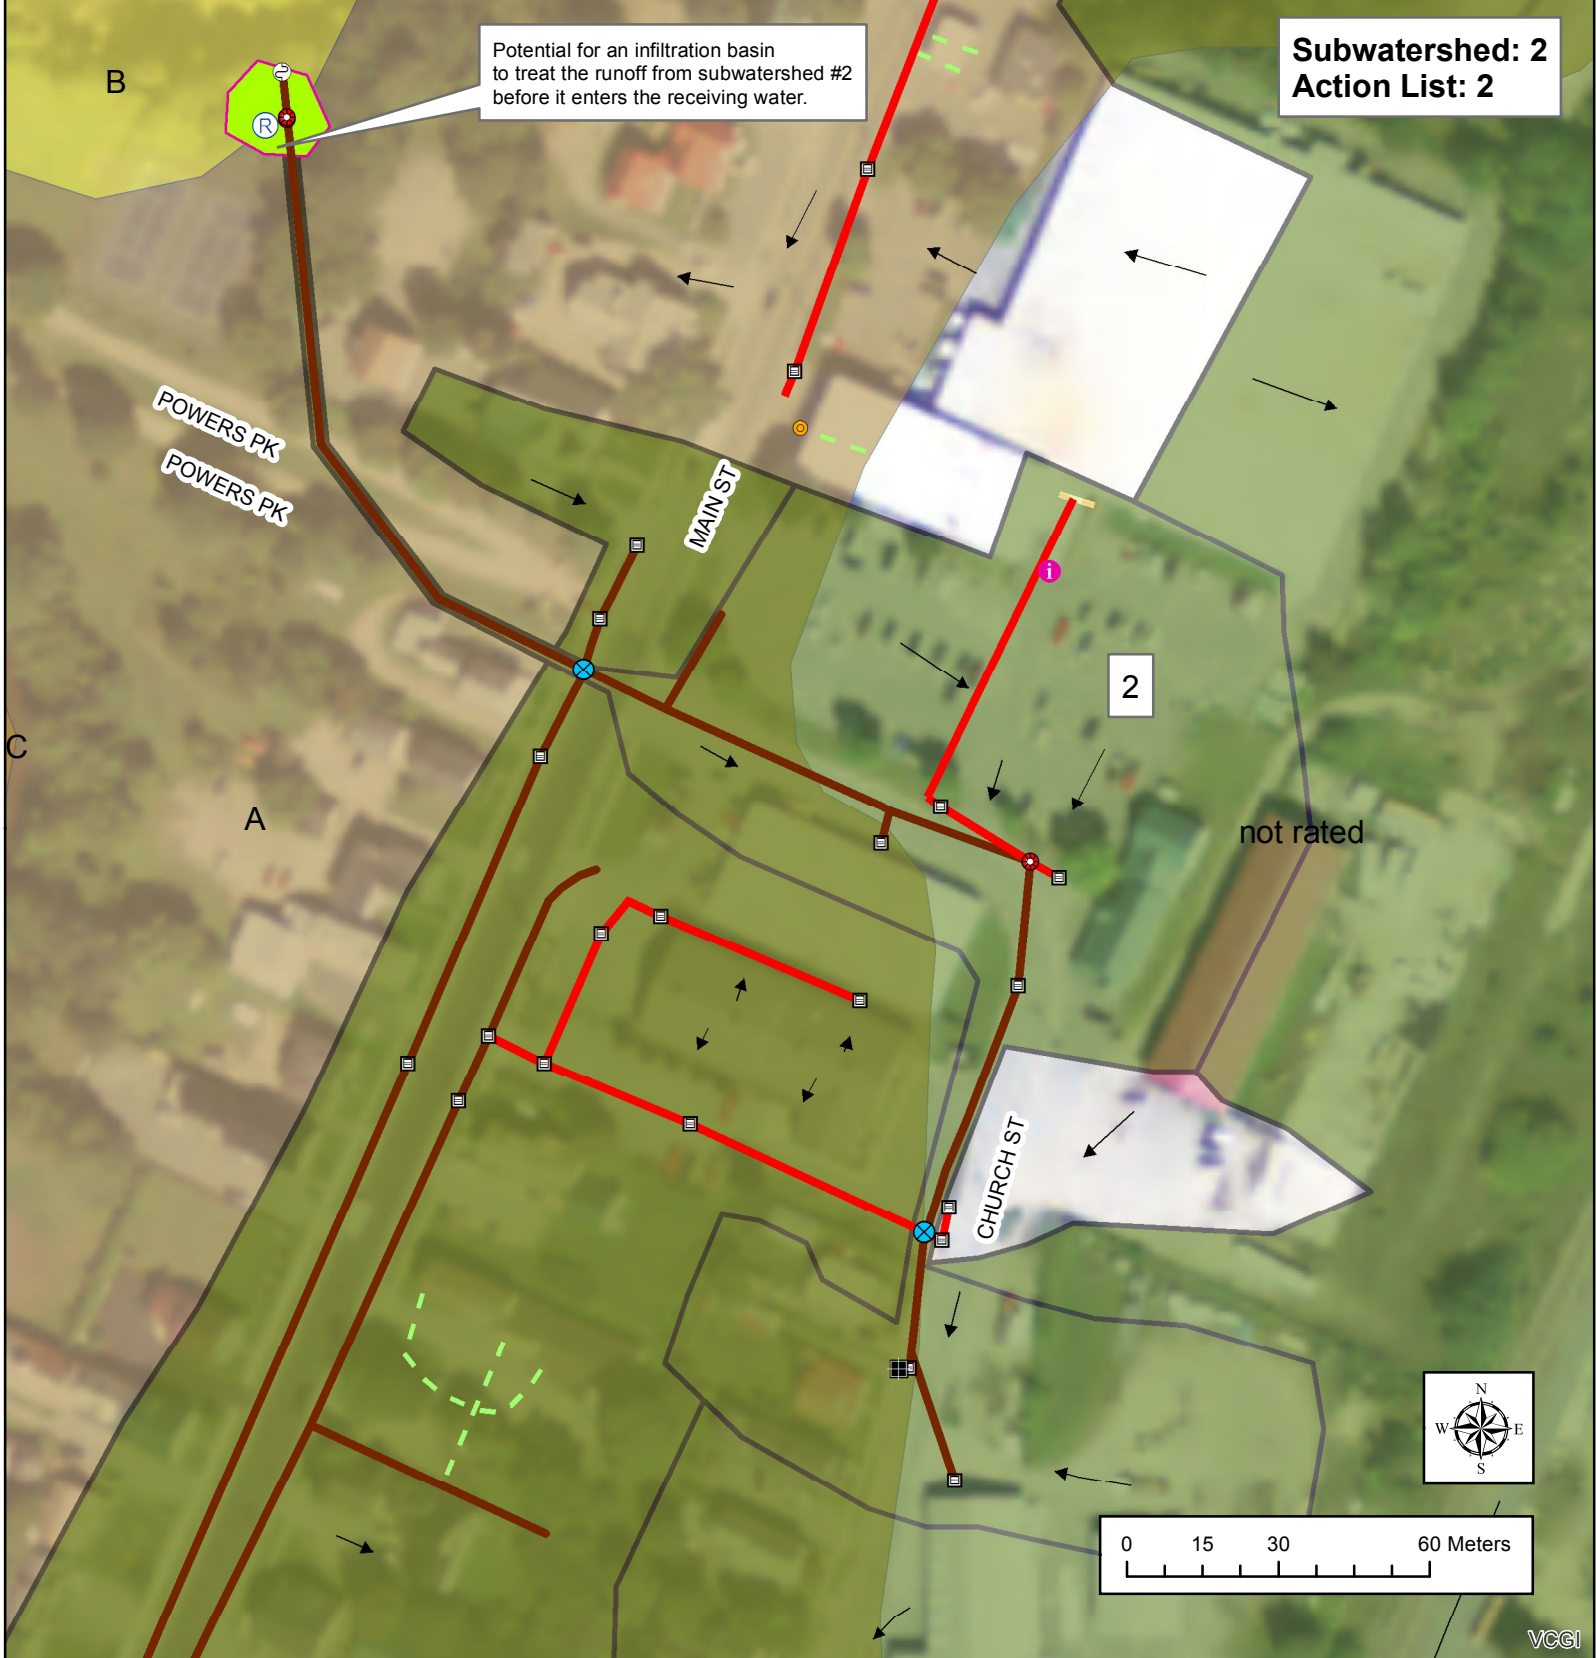 Subwatershed: 2
Action List: 2
Potential for an infiltration basin
to treat the runoff from subwatershed #2
before it enters the receiving water.
B
R
POWERS PK
POWERS PK
MAIN ST
i
2
C
A
not rated
CHURCH ST
N
W E
S
0 15 30 60 Meters
VCGI